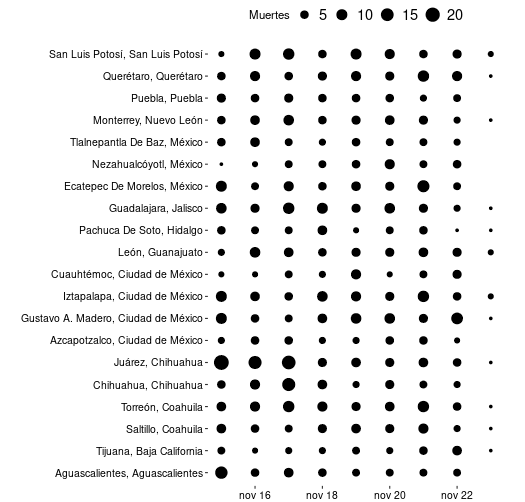 Muertes 5 10 15 20
San Luis Potosí, San Luis Potosí
Querétaro, Querétaro
Puebla, Puebla
Monterrey, Nuevo León
Tlalnepantla De Baz, México
Nezahualcóyotl, México
Ecatepec De Morelos, México
Guadalajara, Jalisco
Pachuca De Soto, Hidalgo
León, Guanajuato
Cuauhtémoc, Ciudad de México
Iztapalapa, Ciudad de México
Gustavo A. Madero, Ciudad de México
Azcapotzalco, Ciudad de México
Juárez, Chihuahua
Chihuahua, Chihuahua
Torreón, Coahuila
Saltillo, Coahuila
Tijuana, Baja California
Aguascalientes, Aguascalientes
nov 16 nov 18 nov 20 nov 22